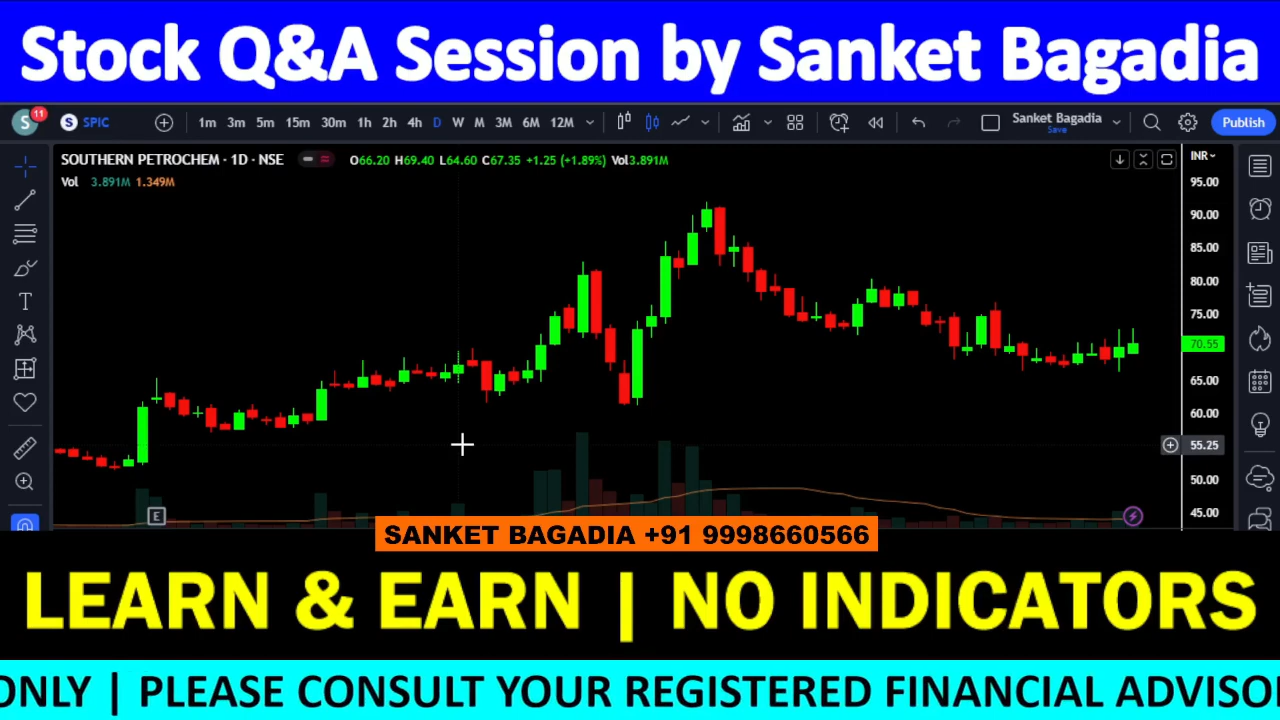 Stock Q&A Session by Sanket Bagadia
S 11 S SPIC 1m 3m 5m 15m 30m 1h 2h 4h D W M 3M 6M 12M Sanket Bagadia Save Publish
SOUTHERN PETROCHEM · 1D · NSE O66.20 H69.40 L64.60 C67.35 +1.25 (+1.89%) Vol3.891M INR
Vol 3.891M 1.349M
95.00
90.00
85.00
80.00
75.00
70.55
65.00
60.00
55.25
50.00
45.00
E
SANKET BAGADIA +91 9998660566
LEARN & EARN | NO INDICATORS
ONLY | PLEASE CONSULT YOUR REGISTERED FINANCIAL ADVISO